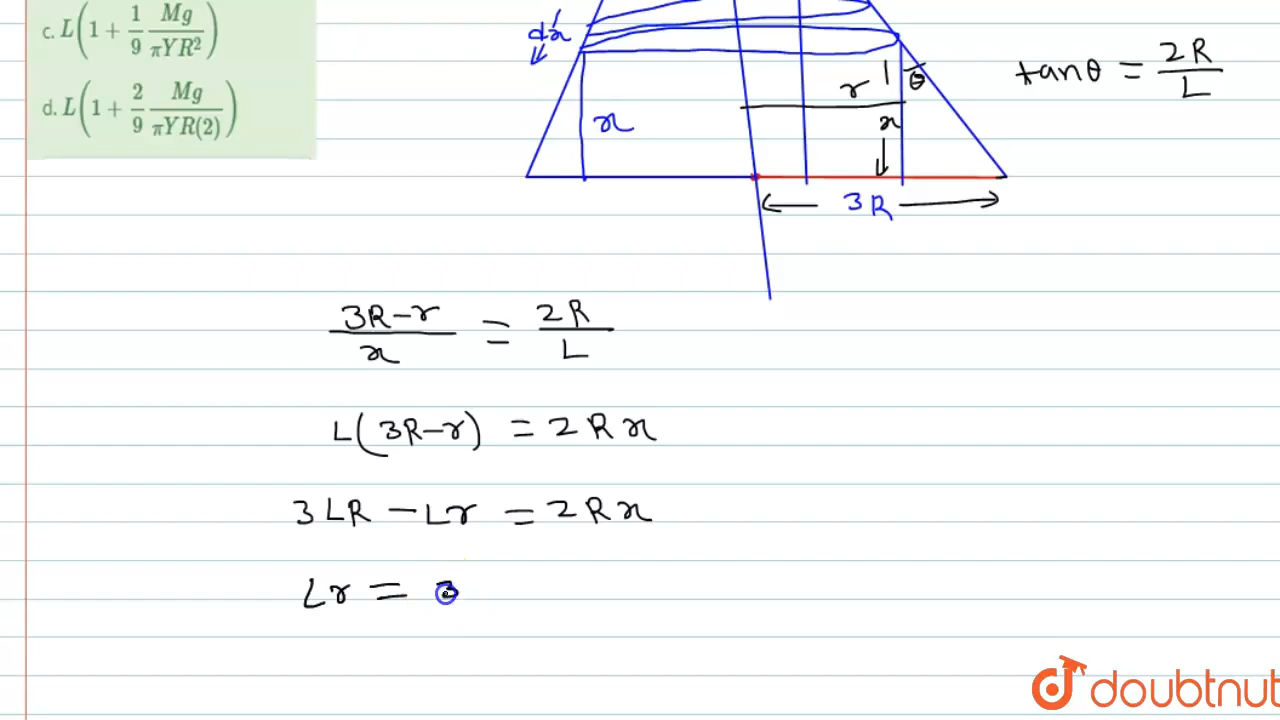 c. L(1 + 1/9 Mg/πYR²)
d. L(1 + 2/9 Mg/πYR(2))
dx
x
r
θ
x
3R
tanθ = 2R/L
3R-r/x = 2R/L
L(3R-r) = 2Rx
3LR - Lr = 2Rx
Lr = 3
doubtnut